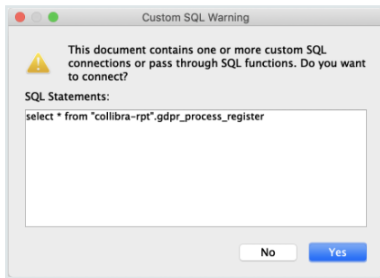 Custom SQL Warning
This document contains one or more custom SQL
connections or pass through SQL functions. Do you want
to connect?
SQL Statements:
select * from "collibra-rpt".gdpr_process_register
No
Yes